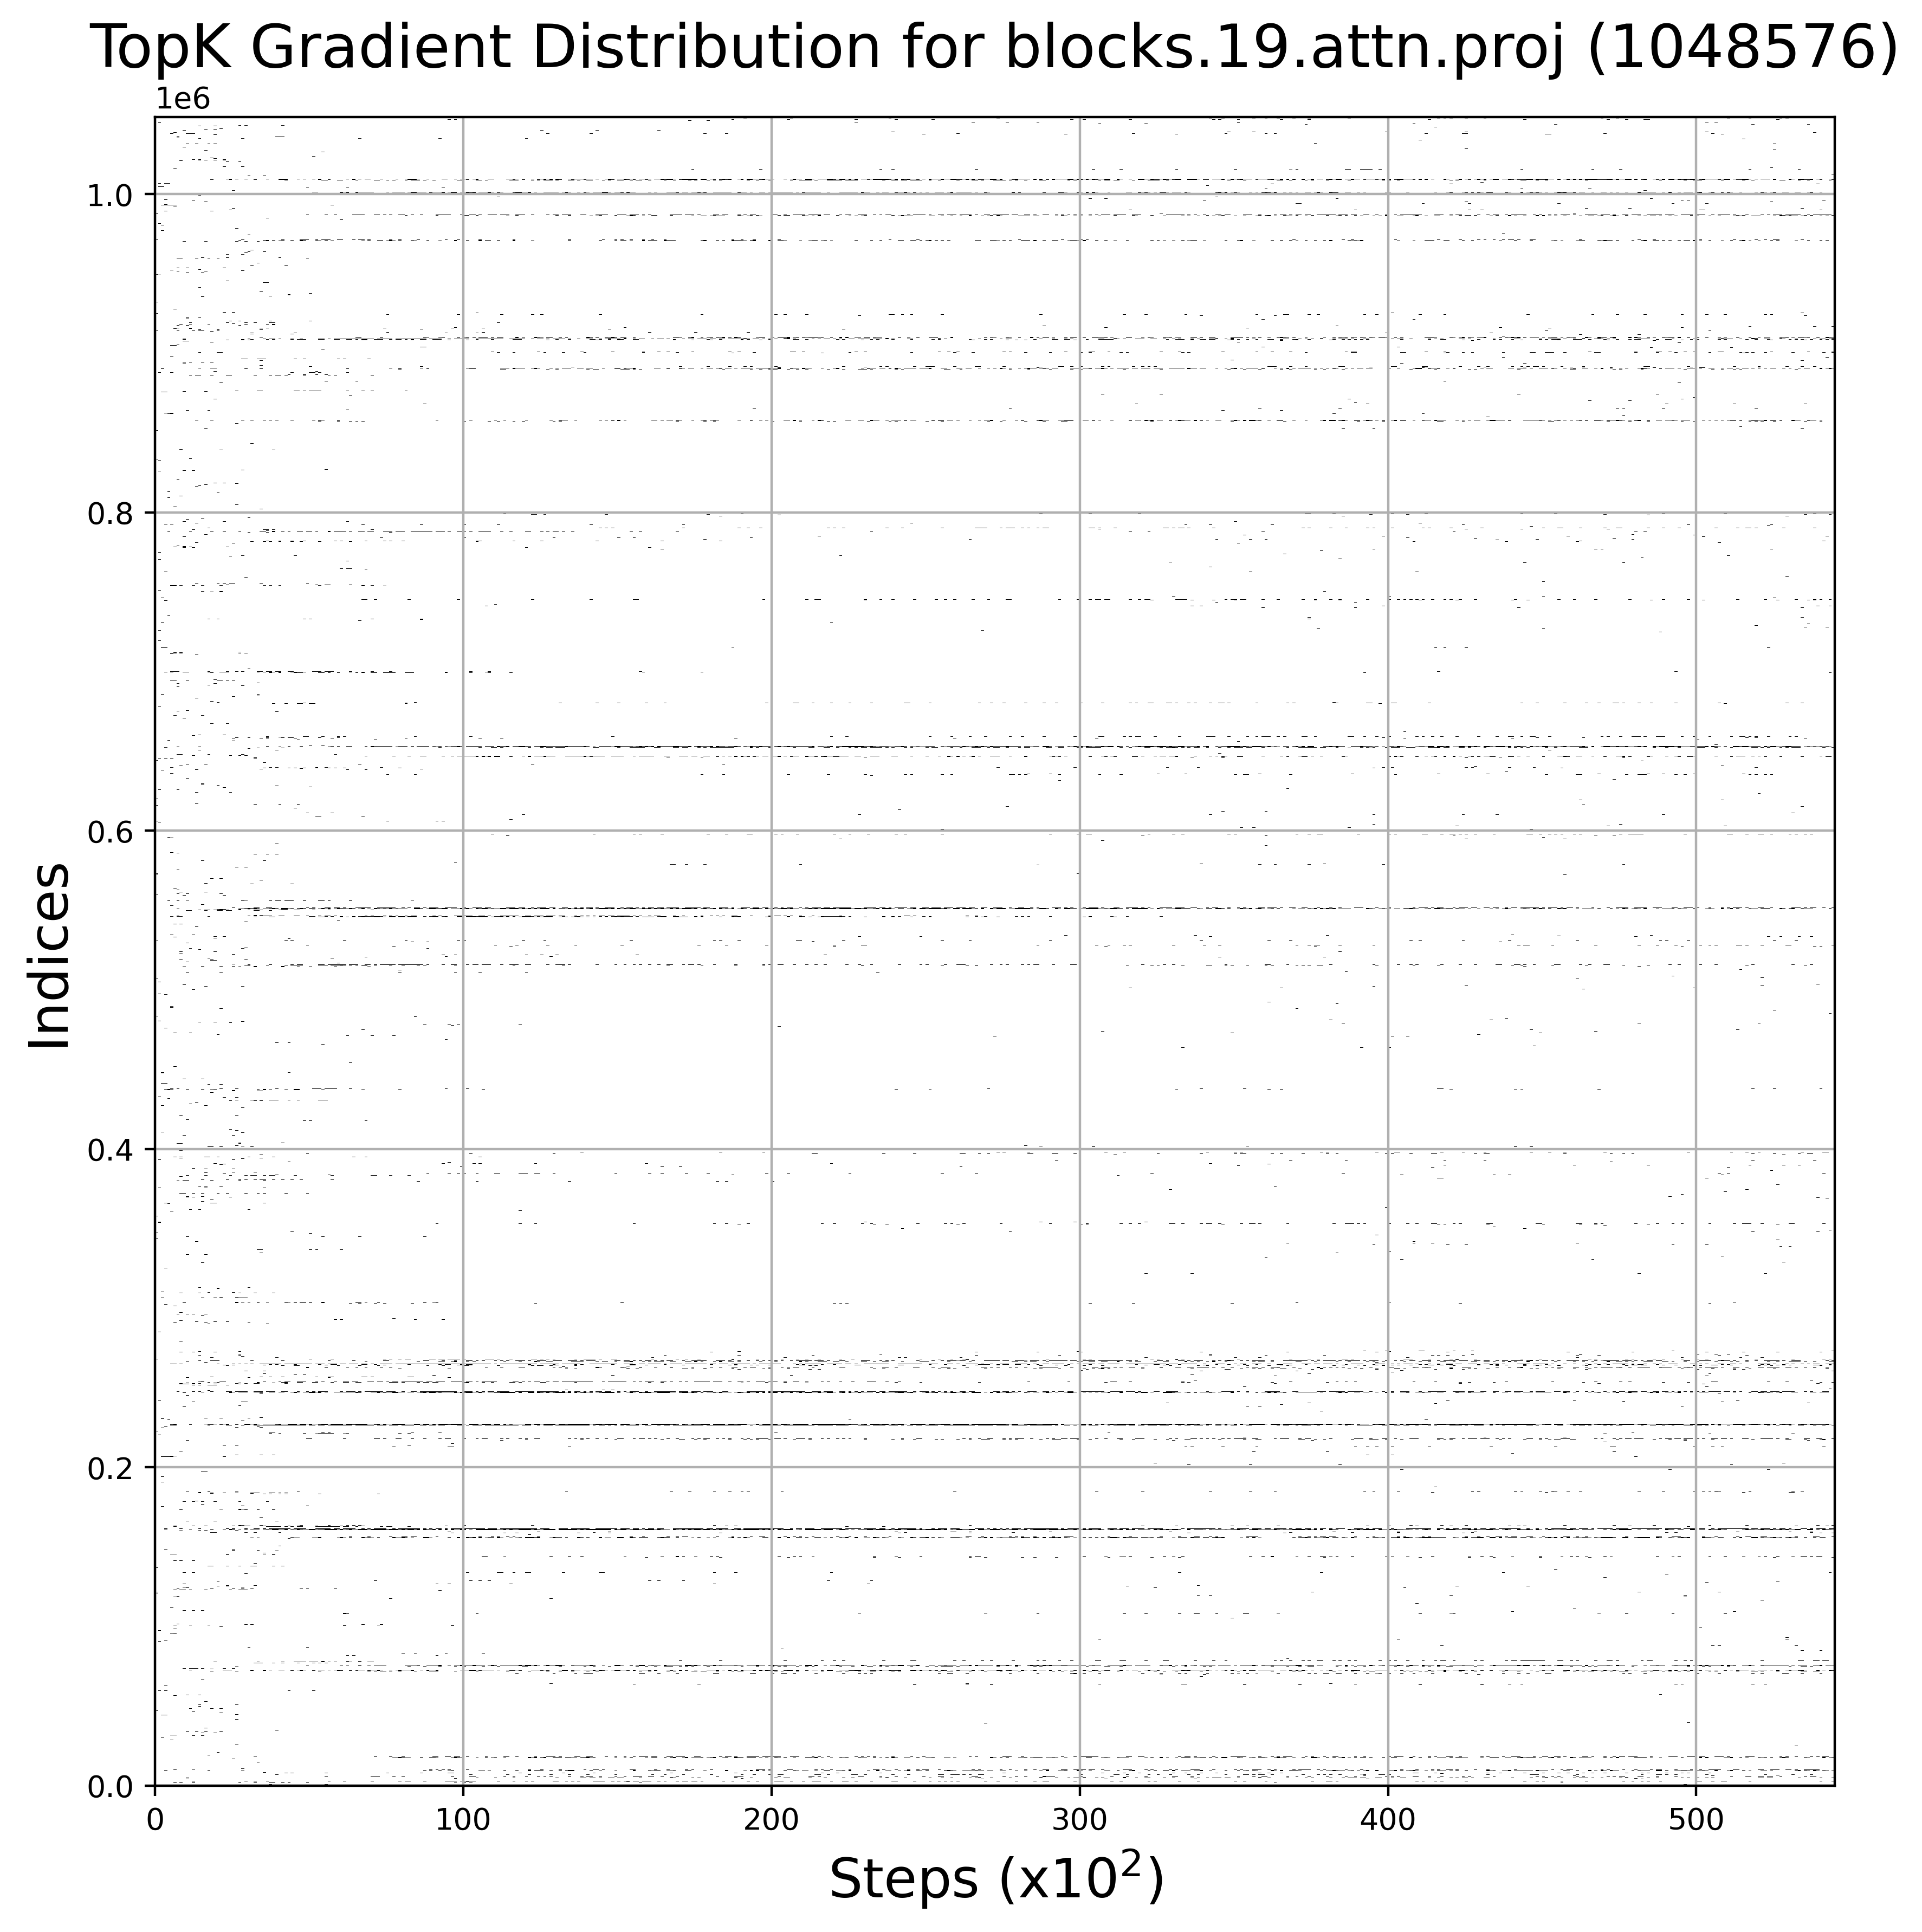 TopK Gradient Distribution for blocks.19.attn.proj (1048576)
1e6
1.0
0.8
0.6
0.4
0.2
0.0
Indices
0 100 200 300 400 500
Steps (x10²)